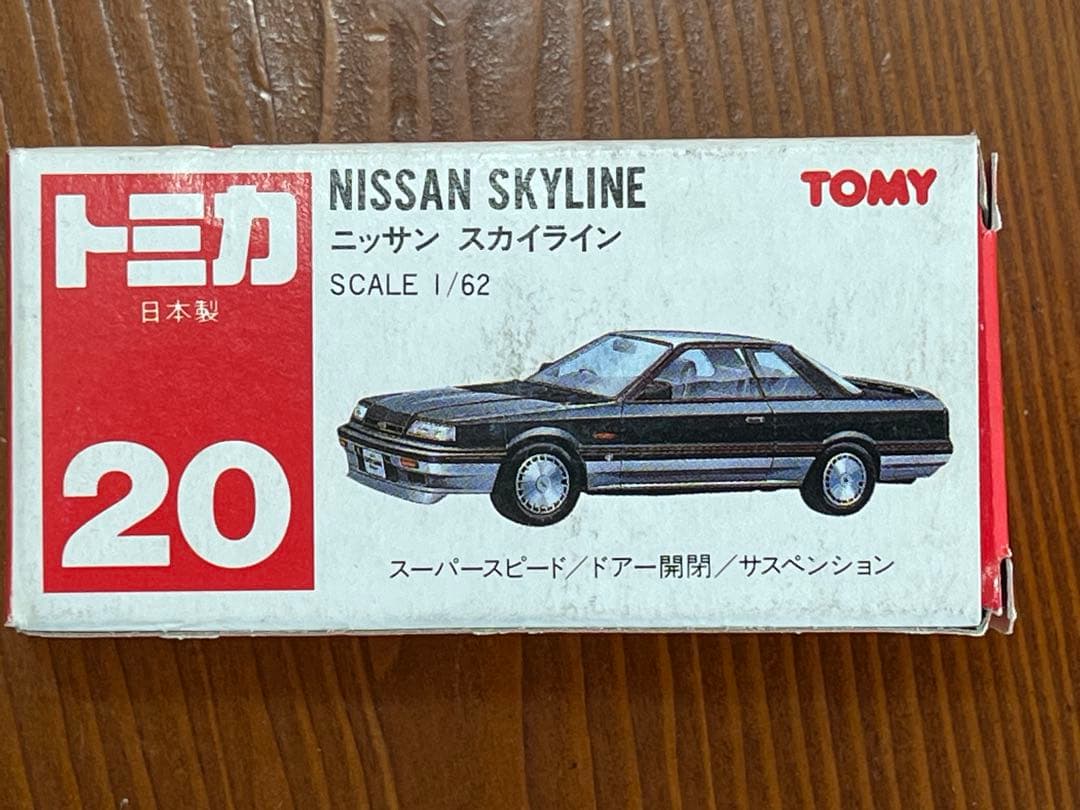 トミカ
日本製
20
NISSAN SKYLINE
ニッサン スカイライン
SCALE 1/62
TOMY
スーパースピード/ドアー開閉/サスペンション